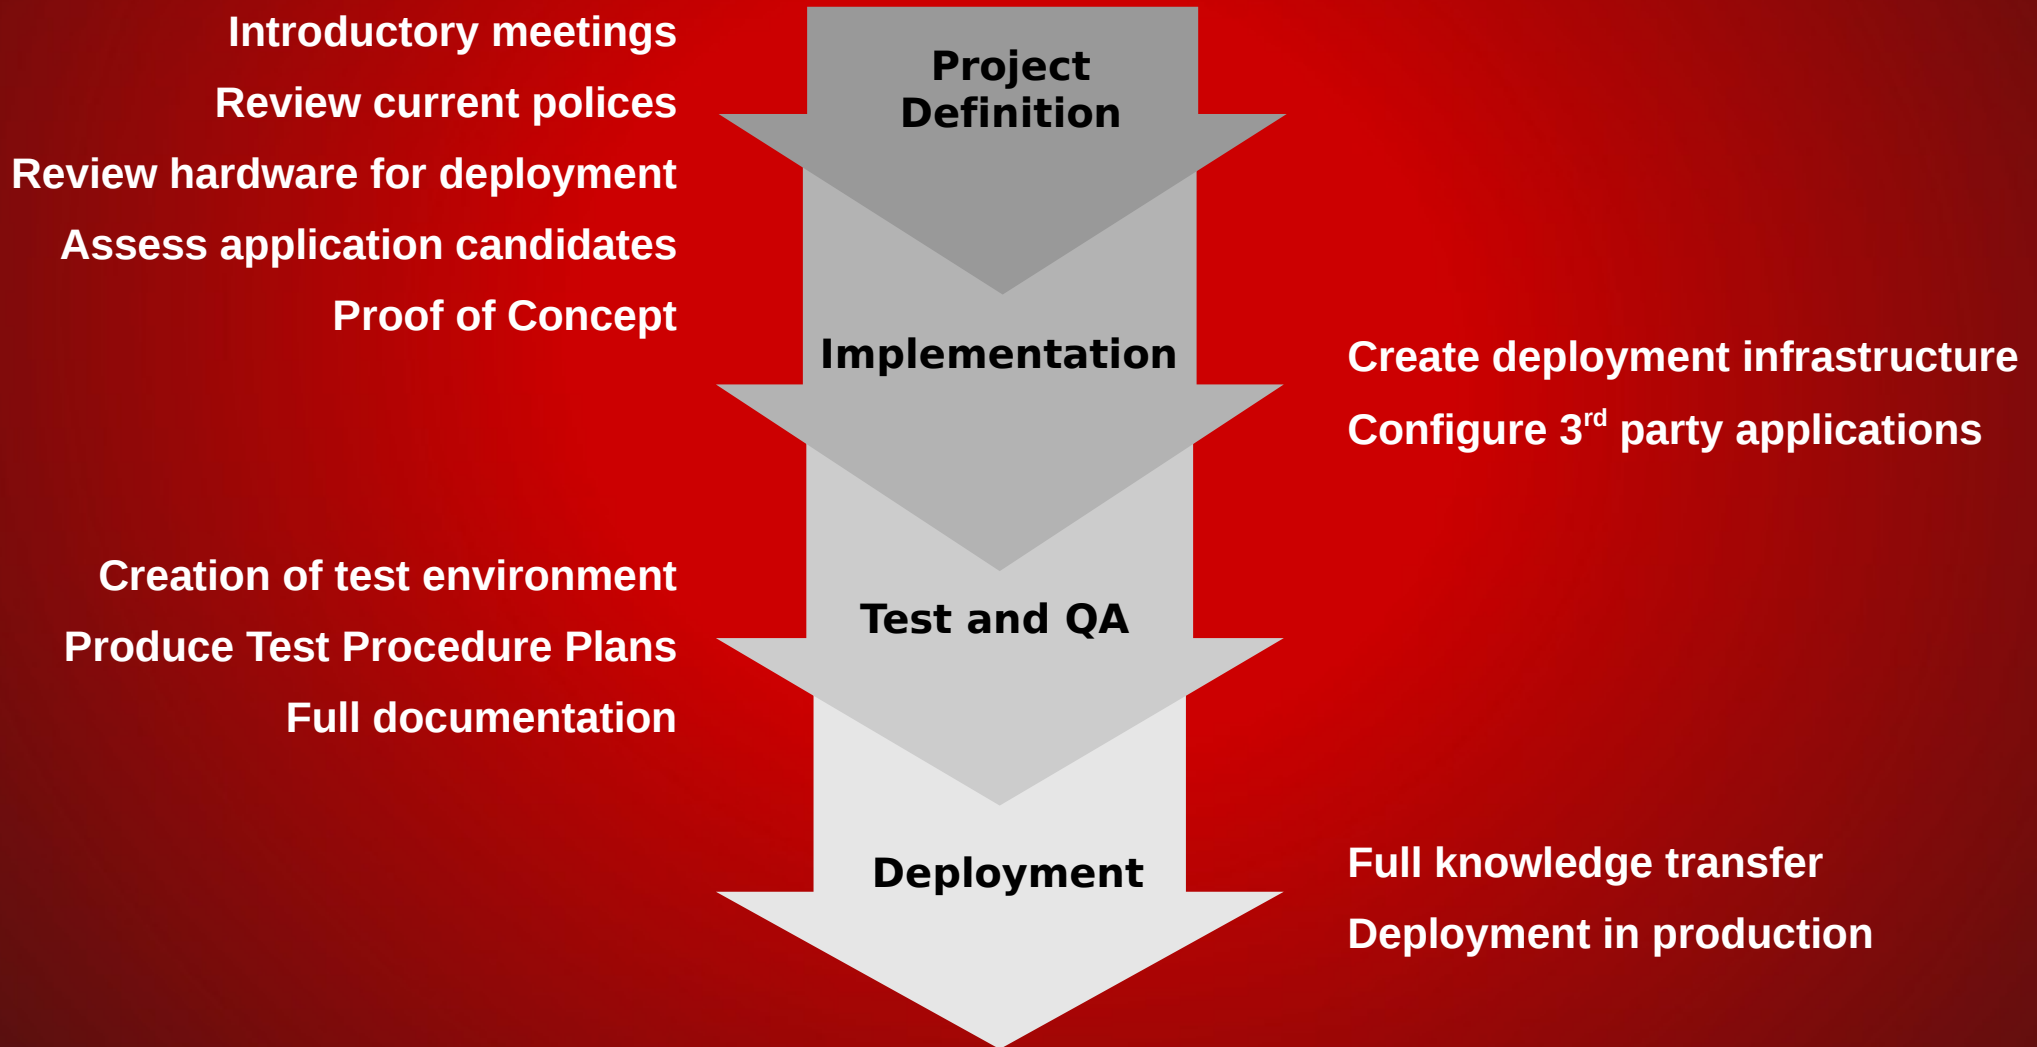 Introductory meetings
Review current polices
Review hardware for deployment
Assess application candidates
Proof of Concept
Project
Definition
Implementation
Create deployment infrastructure
Configure 3rd party applications
Creation of test environment
Produce Test Procedure Plans
Full documentation
Test and QA
Deployment
Full knowledge transfer
Deployment in production